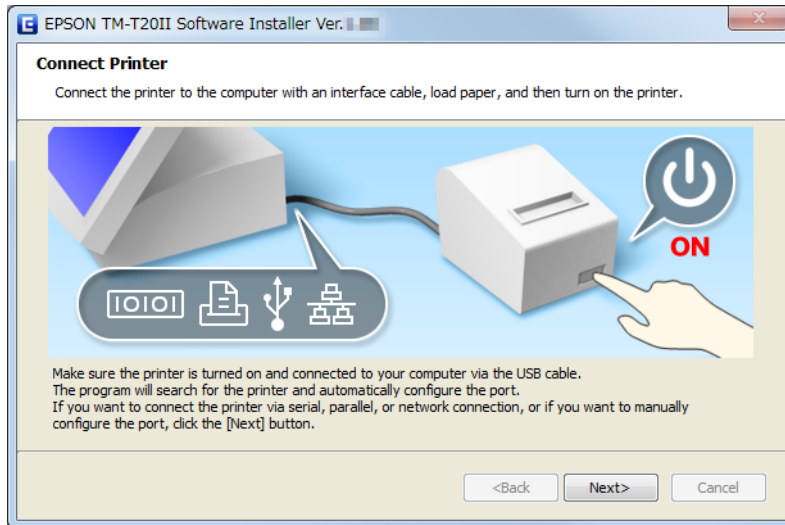 EPSON TM-T20II Software Installer Ver.
Connect Printer
Connect the printer to the computer with an interface cable, load paper, and then turn on the printer.
IOIOI
ON
Make sure the printer is turned on and connected to your computer via the USB cable.
The program will search for the printer and automatically configure the port.
If you want to connect the printer via serial, parallel, or network connection, or if you want to manually
configure the port, click the [Next] button.
<Back Next> Cancel